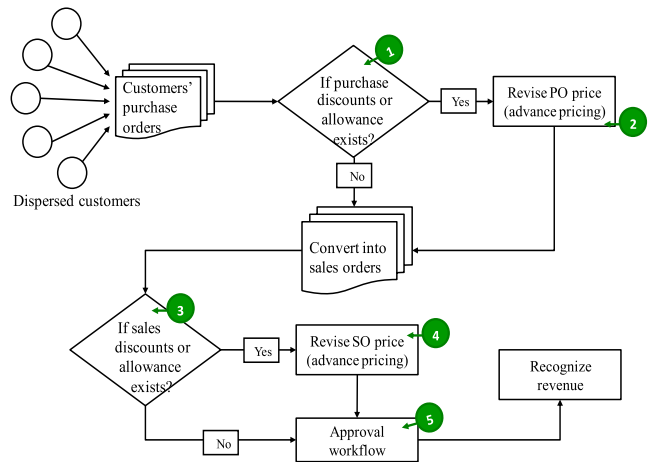 Customers'
purchase
orders
Dispersed customers
1
If purchase
discounts or
allowance
exists?
Yes
Revise PO price
(advance pricing)
2
No
Convert into
sales orders
3
If sales
discounts or
allowance
exists?
Yes
Revise SO price
(advance pricing)
4
Recognize
revenue
No
Approval
workflow
5